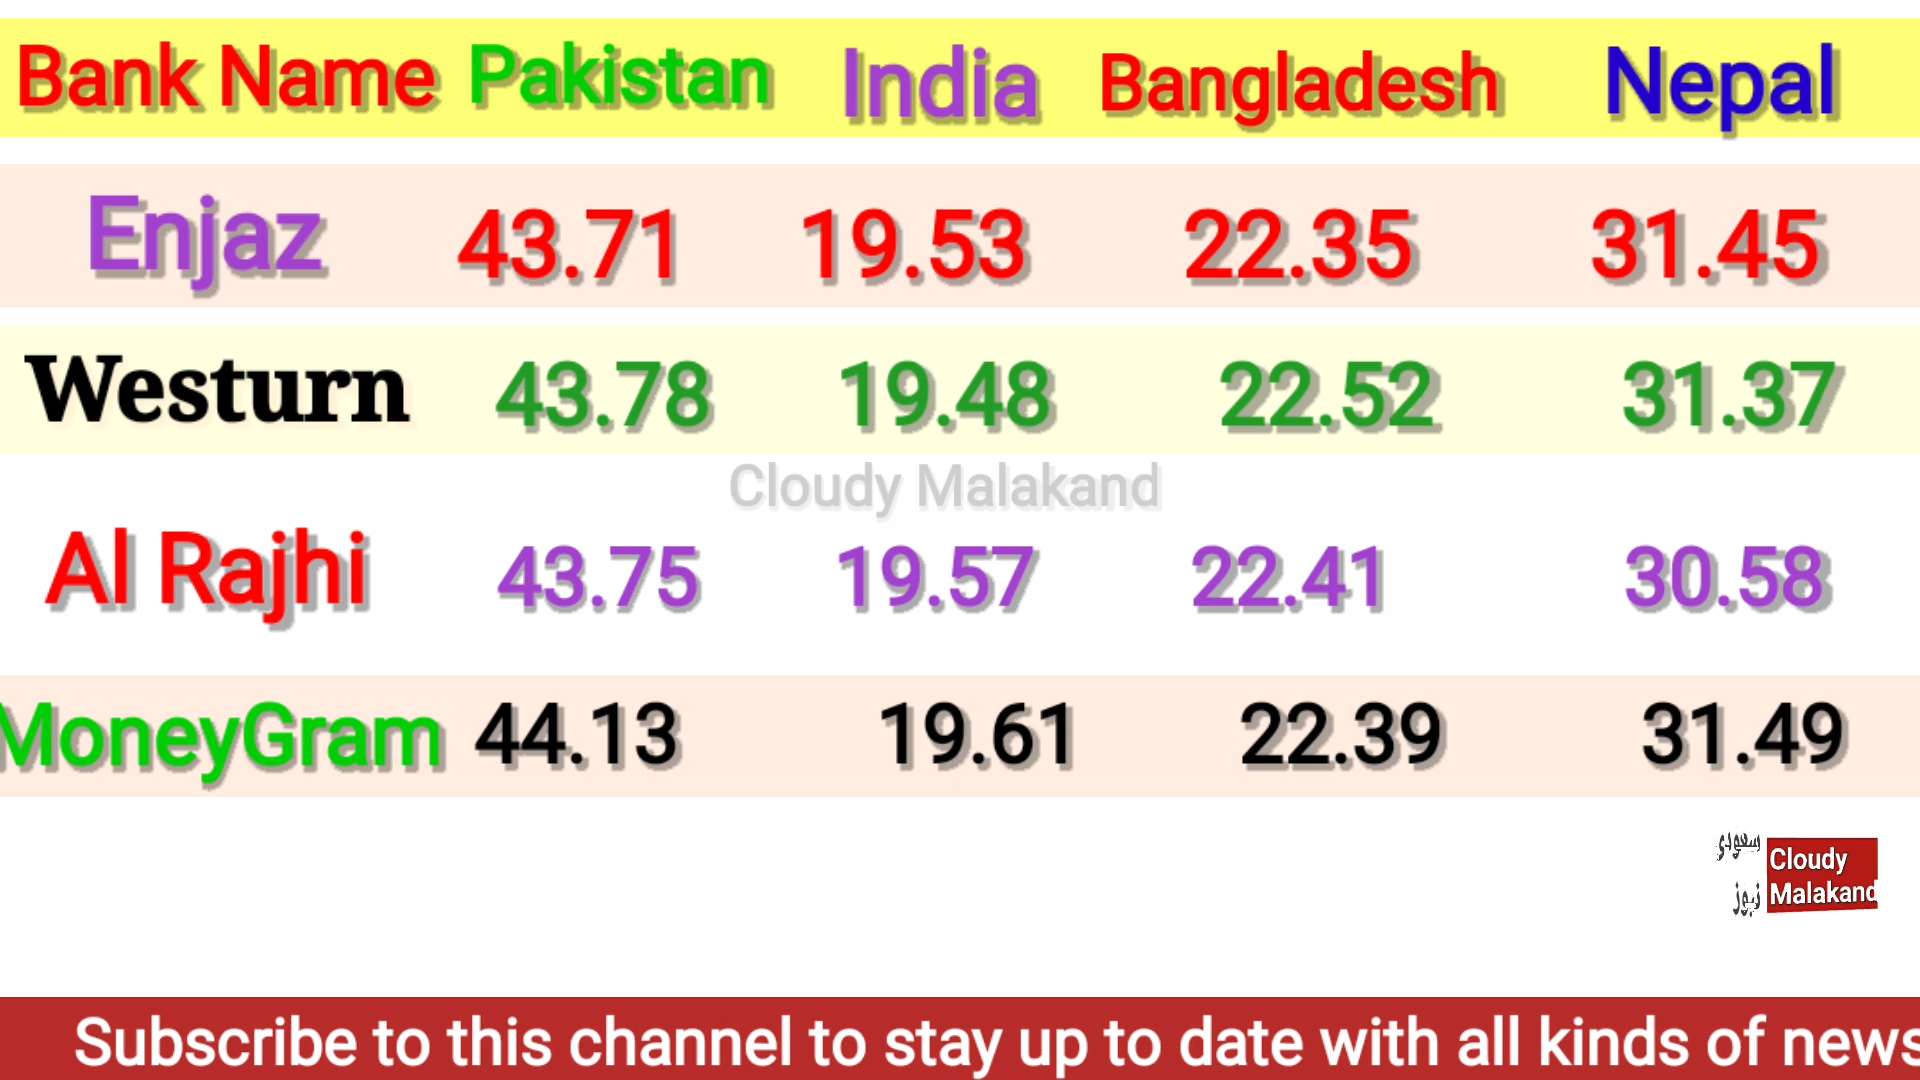 Bank Name Pakistan India Bangladesh Nepal
Enjaz 43.71 19.53 22.35 31.45
Westurn 43.78 19.48 22.52 31.37
Cloudy Malakand
Al Rajhi 43.75 19.57 22.41 30.58
MoneyGram 44.13 19.61 22.39 31.49
سعودی
نیوز
Cloudy
Malakand
Subscribe to this channel to stay up to date with all kinds of news